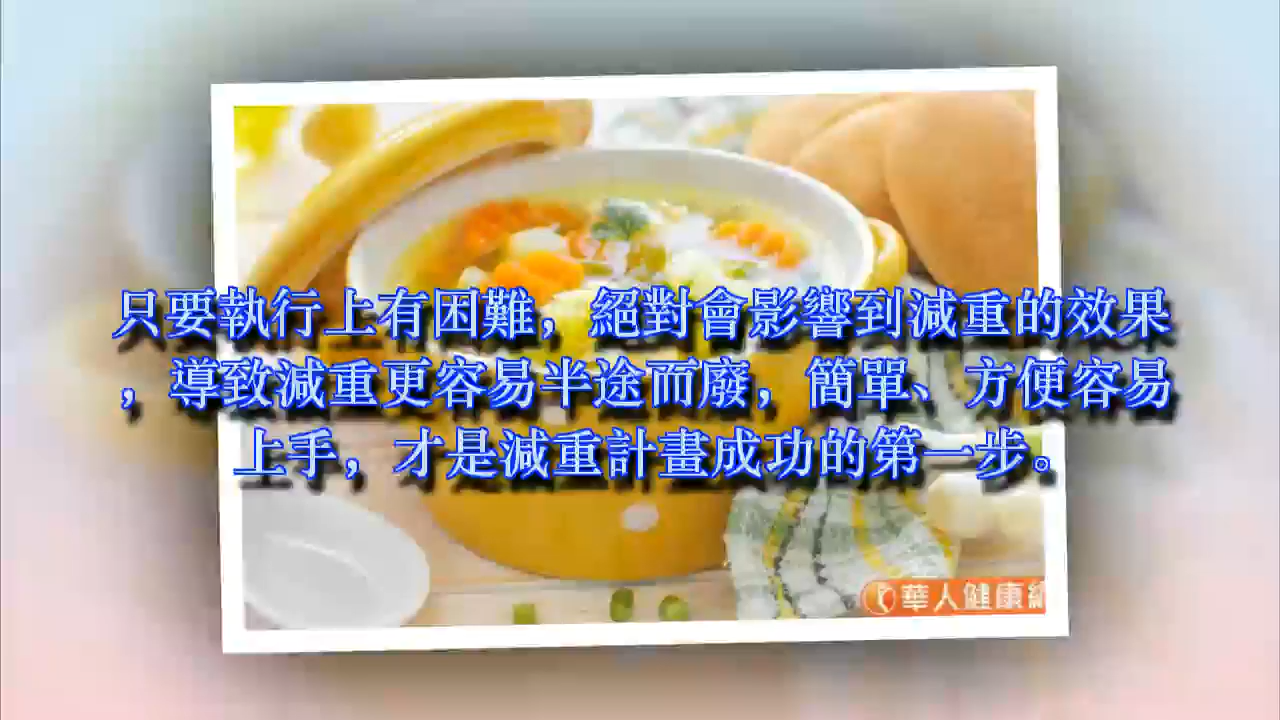 只要執行上有困難，絕對會影響到減重的效果
，導致減重更容易半途而廢，簡單、方便容易
上手，才是減重計畫成功的第一步。
華人健康